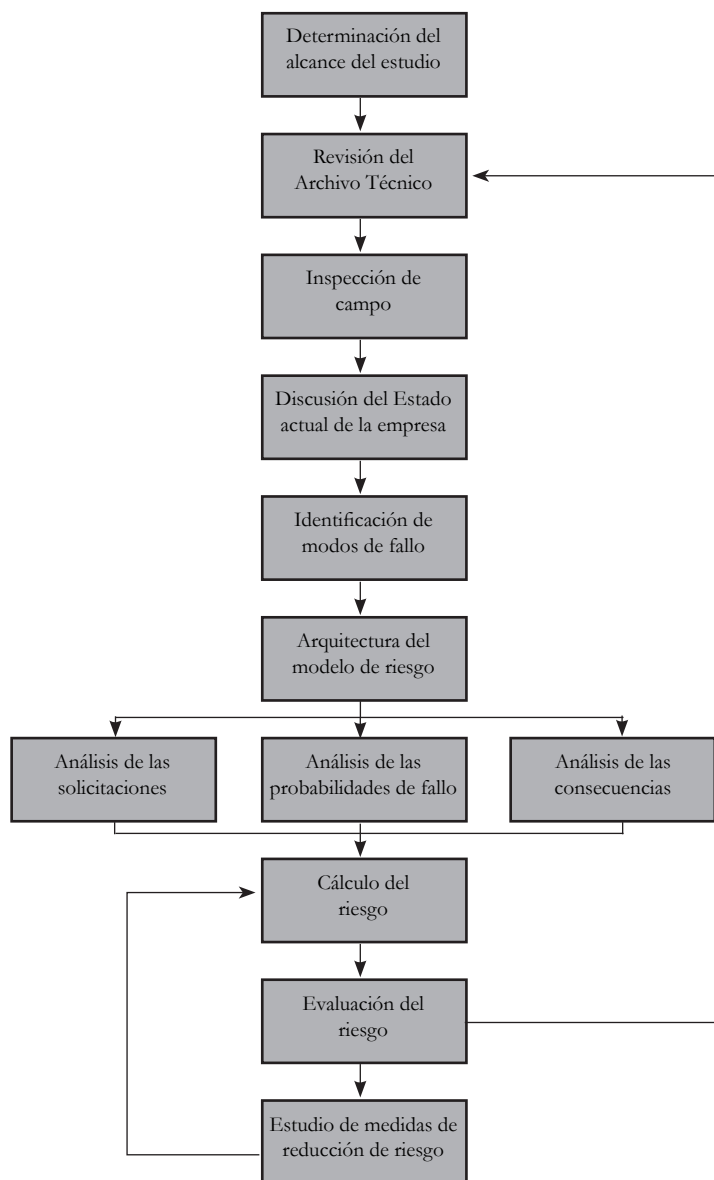 Determinación del
alcance del estudio
Revisión del
Archivo Técnico
Inspección de
campo
Discusión del Estado
actual de la empresa
Identificación de
modos de fallo
Arquitectura del
modelo de riesgo
Análisis de las
solicitaciones
Análisis de las
probabilidades de fallo
Análisis de las
consecuencias
Cálculo del
riesgo
Evaluación del
riesgo
Estudio de medidas de
reducción de riesgo